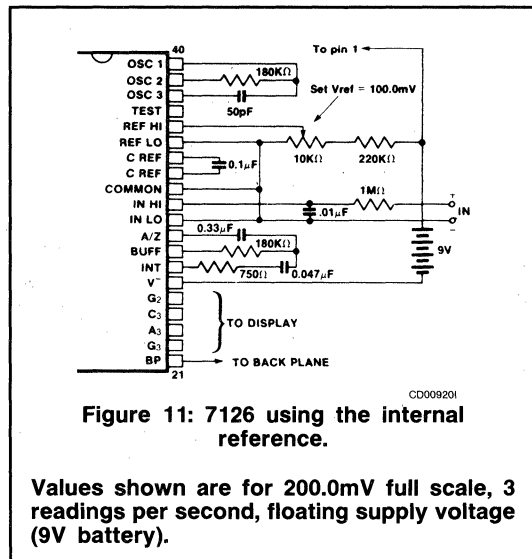 40
To pin 1
OSC 1
180KΩ
OSC 2
Set Vref = 100.0mV
OSC 3
50pF
TEST
REF HI
REF LO
10KΩ
220KΩ
C REF
0.1µF
C REF
COMMON
1MΩ
IN HI
+
.01µF
IN
IN LO
−
0.33µF
A/Z
180KΩ
BUFF
9V
INT
750Ω
0.047µF
V⁻
G₂
C₃
TO DISPLAY
A₃
G₃
BP
TO BACK PLANE
21
CD00920I
Figure 11: 7126 using the internal
reference.
Values shown are for 200.0mV full scale, 3
readings per second, floating supply voltage
(9V battery).